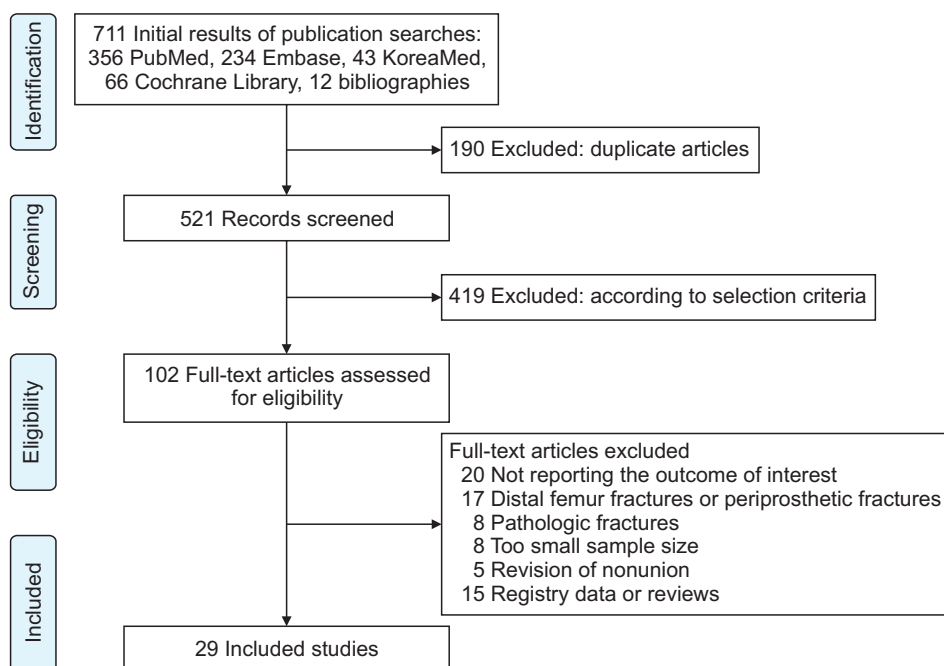 Identification
711 Initial results of publication searches:
356 PubMed, 234 Embase, 43 KoreaMed,
66 Cochrane Library, 12 bibliographies
190 Excluded: duplicate articles
Screening
521 Records screened
419 Excluded: according to selection criteria
Eligibility
102 Full-text articles assessed
for eligibility
Full-text articles excluded
20 Not reporting the outcome of interest
17 Distal femur fractures or periprosthetic fractures
8 Pathologic fractures
8 Too small sample size
5 Revision of nonunion
15 Registry data or reviews
Included
29 Included studies